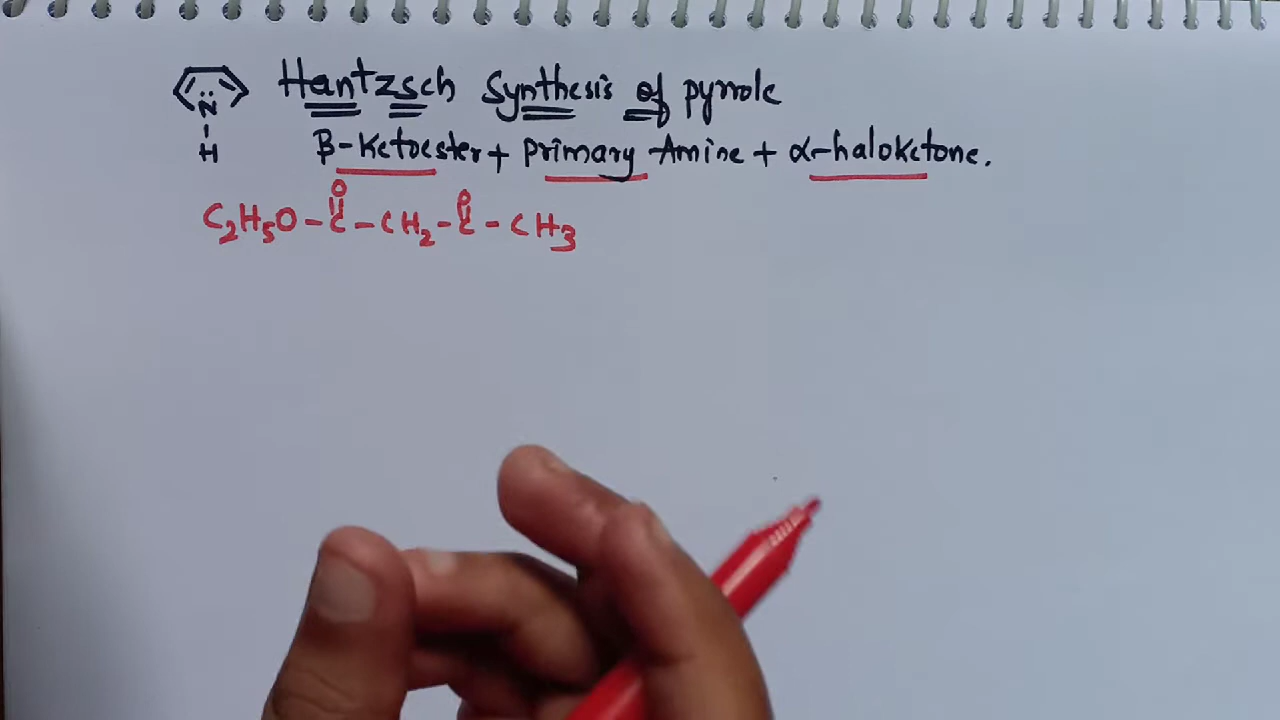 Hantzsch Synthesis of pyrrole
N
H
β-Ketoester + Primary Amine + α-haloketone.
O O
C₂H₅O-C-CH₂-C-CH₃